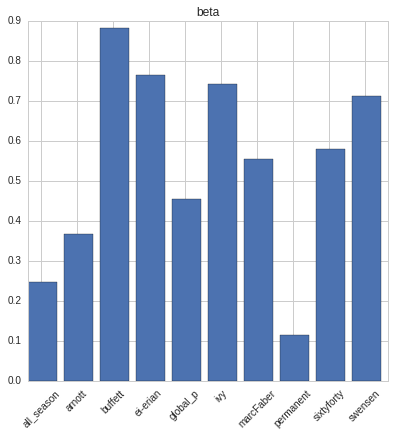 beta
0.9
0.8
0.7
0.6
0.5
0.4
0.3
0.2
0.1
0.0
all_season
arnott
buffett
el-erian
global_p
ivy
marcFaber
permanent
sixtyforty
swensen